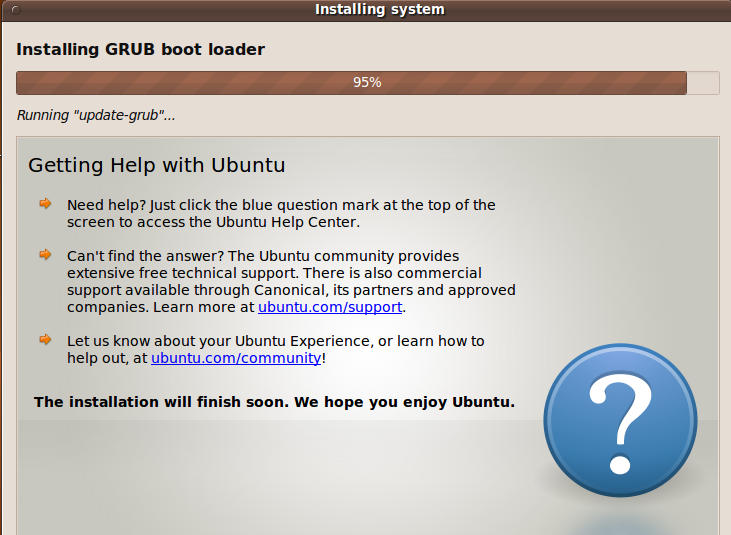 Installing system
Installing GRUB boot loader
95%
Running "update-grub"...
Getting Help with Ubuntu
Need help? Just click the blue question mark at the top of the
screen to access the Ubuntu Help Center.
Can't find the answer? The Ubuntu community provides
extensive free technical support. There is also commercial
support available through Canonical, its partners and approved
companies. Learn more at ubuntu.com/support.
Let us know about your Ubuntu Experience, or learn how to
help out, at ubuntu.com/community!
The installation will finish soon. We hope you enjoy Ubuntu.
?